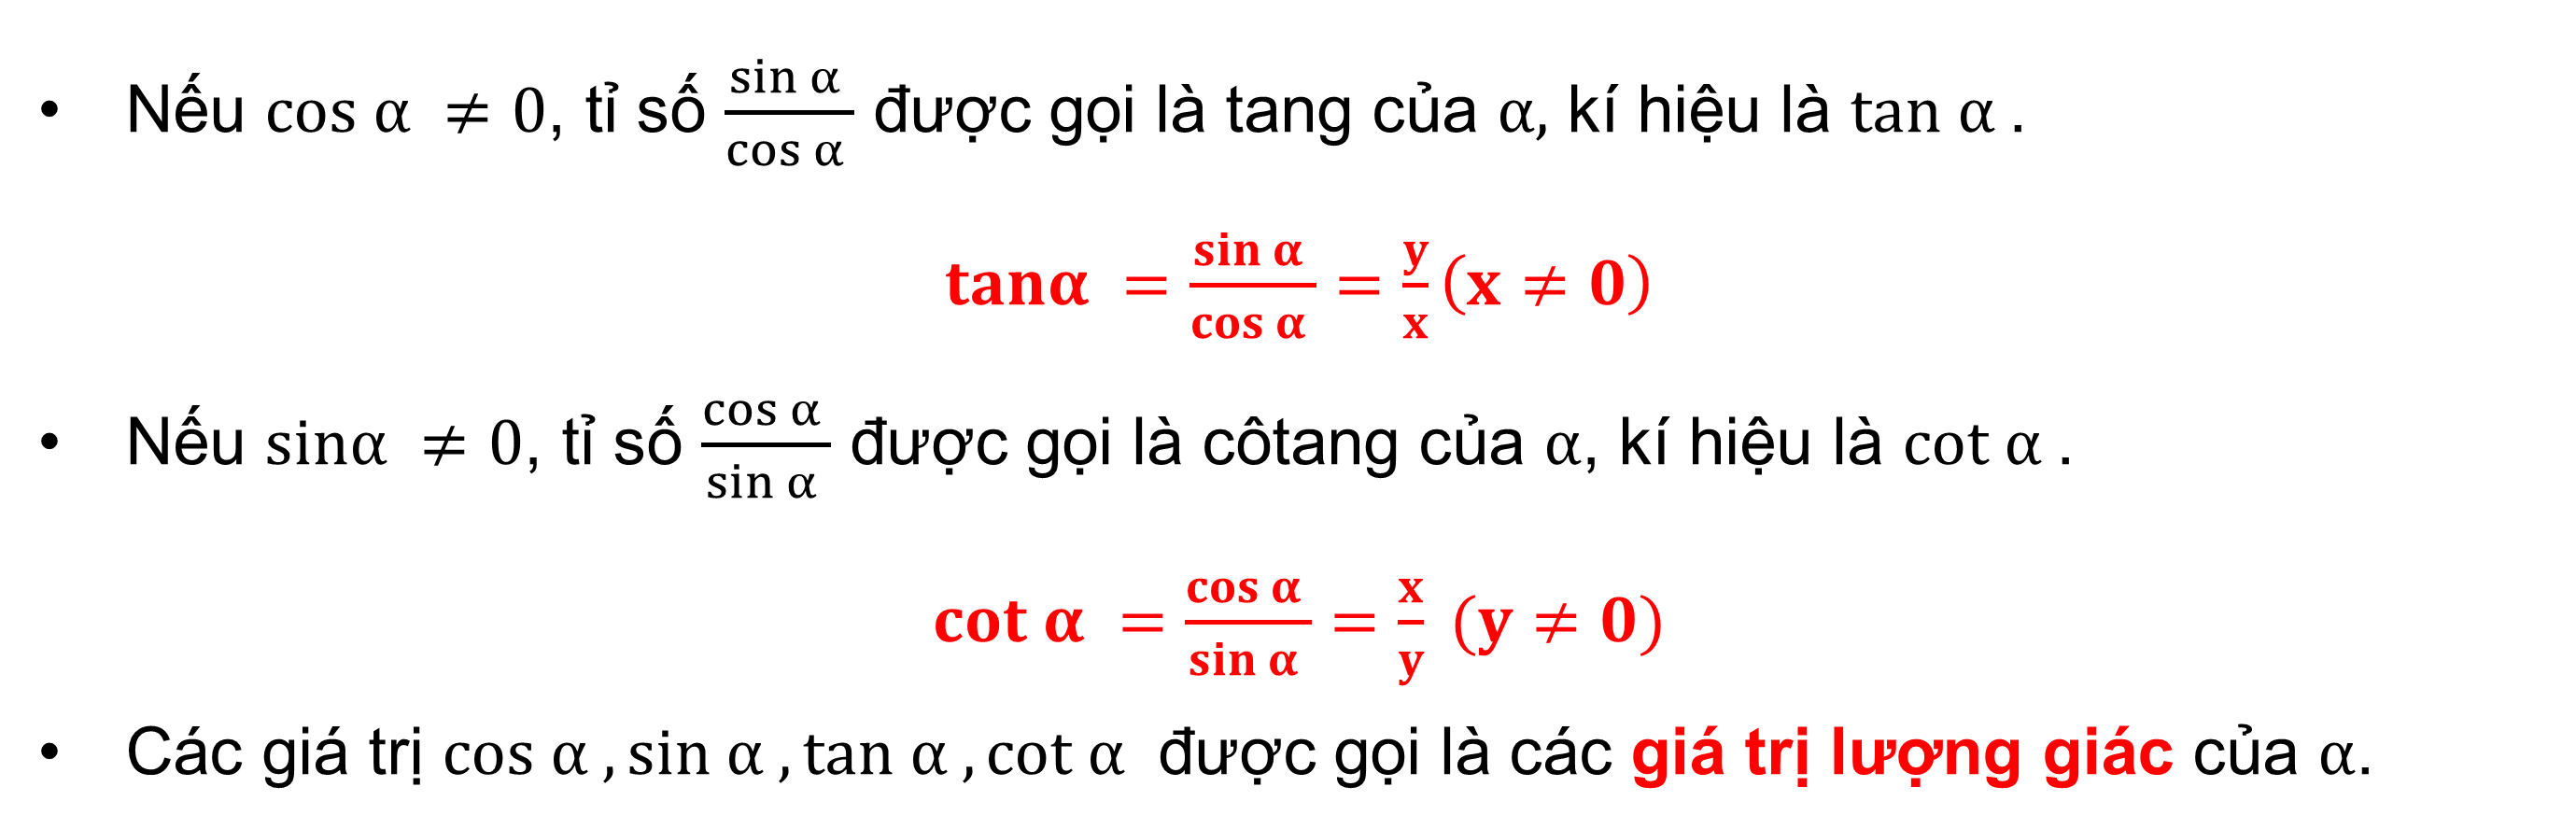 • Nếu cos α ≠ 0, tỉ số sin α / cos α được gọi là tang của α, kí hiệu là tan α .
tanα = sin α / cos α = y / x (x ≠ 0)
• Nếu sinα ≠ 0, tỉ số cos α / sin α được gọi là côtang của α, kí hiệu là cot α .
cot α = cos α / sin α = x / y (y ≠ 0)
• Các giá trị cos α , sin α , tan α , cot α được gọi là các giá trị lượng giác của α.